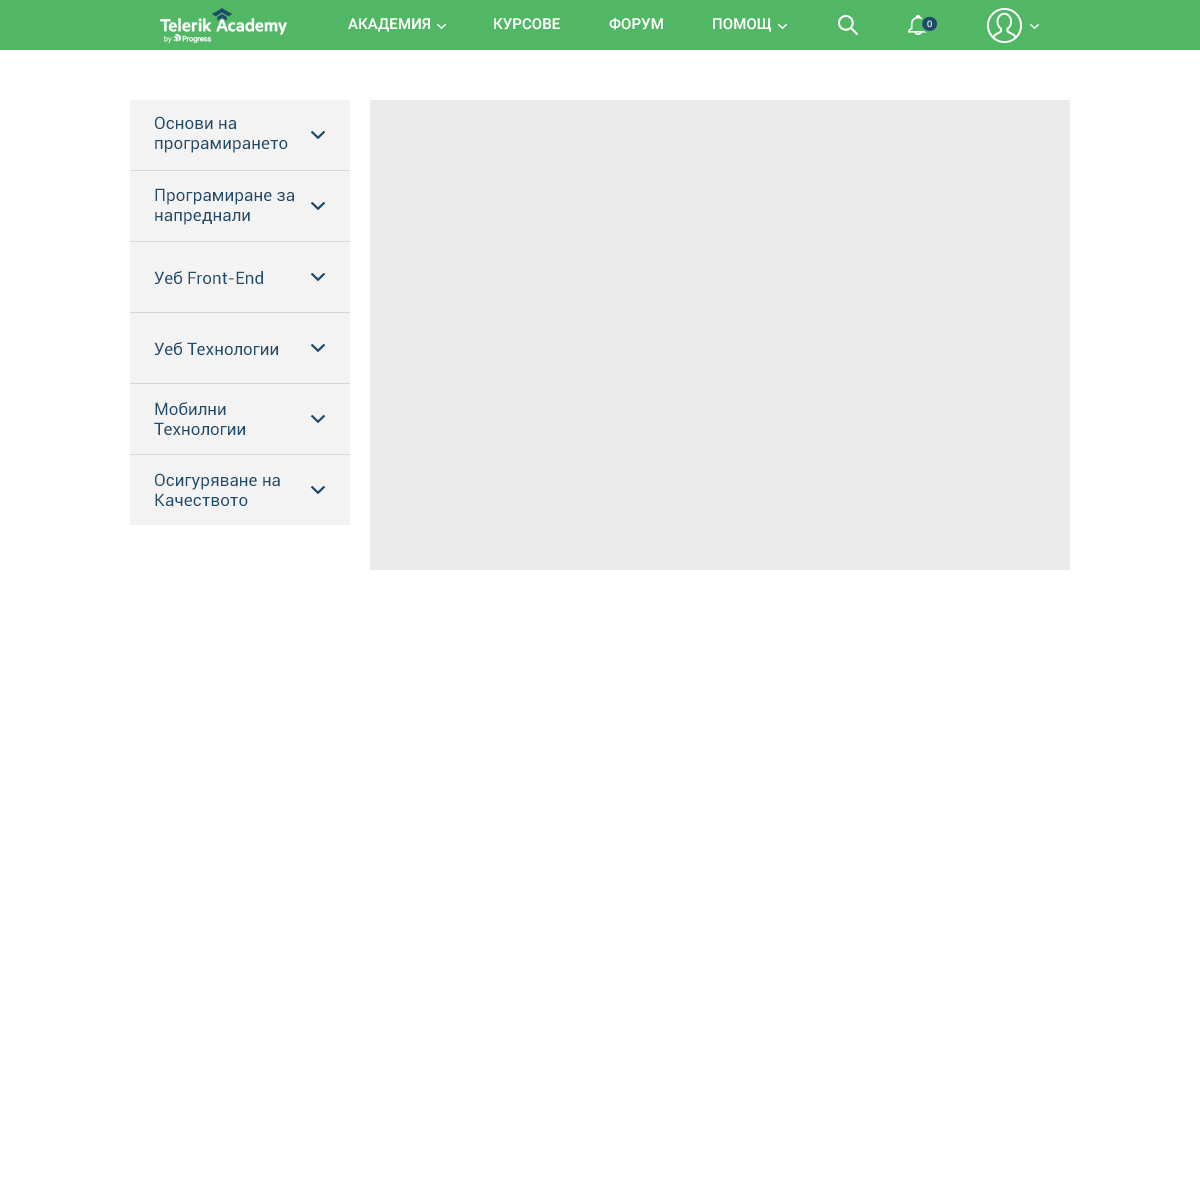 Telerik Academy
by Progress
АКАДЕМИЯ
КУРСОВЕ
ФОРУМ
ПОМОЩ
0
Основи на
програмирането
Програмиране за
напреднали
Уеб Front-End
Уеб Технологии
Мобилни
Технологии
Осигуряване на
Качеството